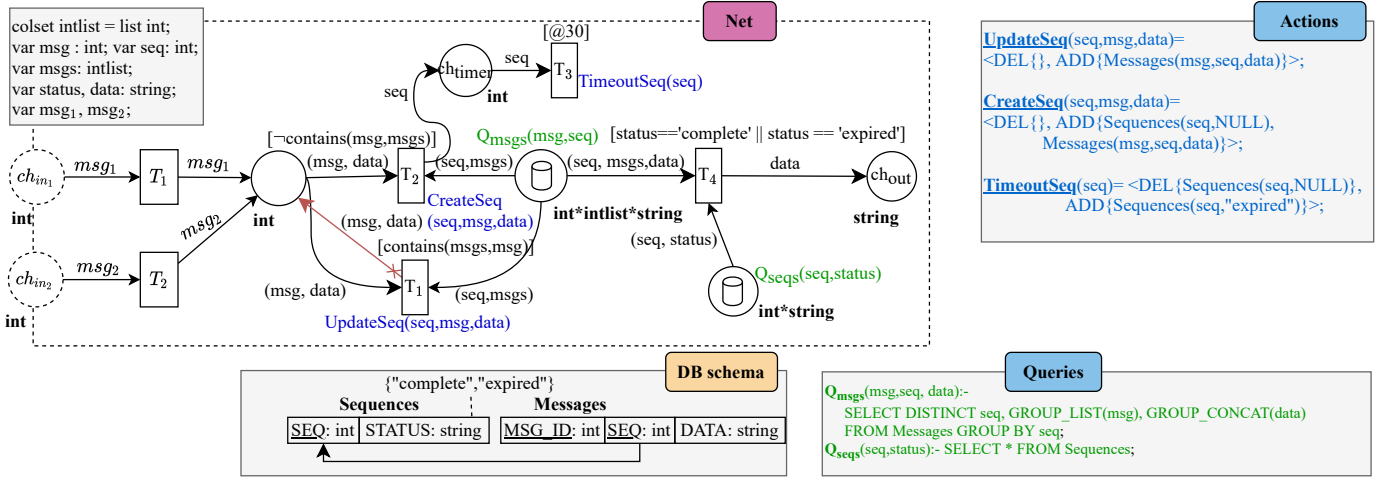 colset intlist = list int;
var msg : int; var seq: int;
var msgs: intlist;
var status, data: string;
var msg1, msg2;
Net
[@30]
chtimer
seq
T3
TimeoutSeq(seq)
int
seq
[¬contains(msg,msgs)]
Qmsgs(msg,seq)
[status=='complete' || status == 'expired']
chin1
msg1
T1
msg1
(msg, data)
T2
(seq,msgs)
(seq, msgs,data)
T4
data
chout
int
int
CreateSeq
(seq,msg,data)
int*intlist*string
string
msg2
(msg, data)
[contains(msgs,msg)]
(seq, status)
chin2
msg2
T2
(msg, data)
T1
(seq,msgs)
Qseqs(seq,status)
int
UpdateSeq(seq,msg,data)
int*string
Actions
UpdateSeq(seq,msg,data)=
<DEL{}, ADD{Messages(msg,seq,data)}>;
CreateSeq(seq,msg,data)=
<DEL{}, ADD{Sequences(seq,NULL),
Messages(msg,seq,data)}>;
TimeoutSeq(seq)= <DEL{Sequences(seq,NULL)},
ADD{Sequences(seq,"expired")}>;
DB schema
{"complete","expired"}
Sequences
Messages
SEQ: int
STATUS: string
MSG_ID: int
SEQ: int
DATA: string
Queries
Qmsgs(msg,seq, data):-
SELECT DISTINCT seq, GROUP_LIST(msg), GROUP_CONCAT(data)
FROM Messages GROUP BY seq;
Qseqs(seq,status):- SELECT * FROM Sequences;